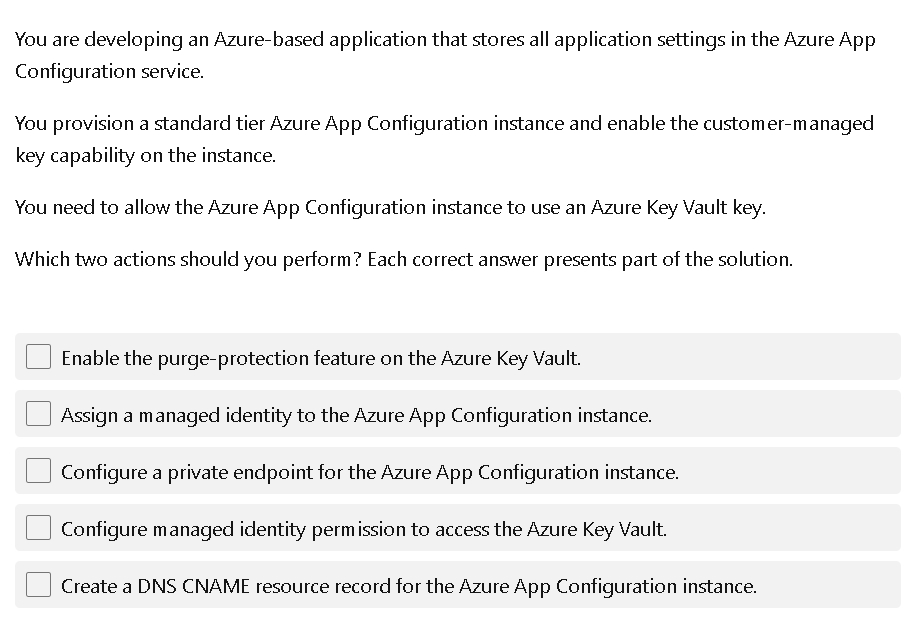 You are developing an Azure-based application that stores all application settings in the Azure App
Configuration service.
You provision a standard tier Azure App Configuration instance and enable the customer-managed
key capability on the instance.
You need to allow the Azure App Configuration instance to use an Azure Key Vault key.
Which two actions should you perform? Each correct answer presents part of the solution.
Enable the purge-protection feature on the Azure Key Vault.
Assign a managed identity to the Azure App Configuration instance.
Configure a private endpoint for the Azure App Configuration instance.
Configure managed identity permission to access the Azure Key Vault.
Create a DNS CNAME resource record for the Azure App Configuration instance.